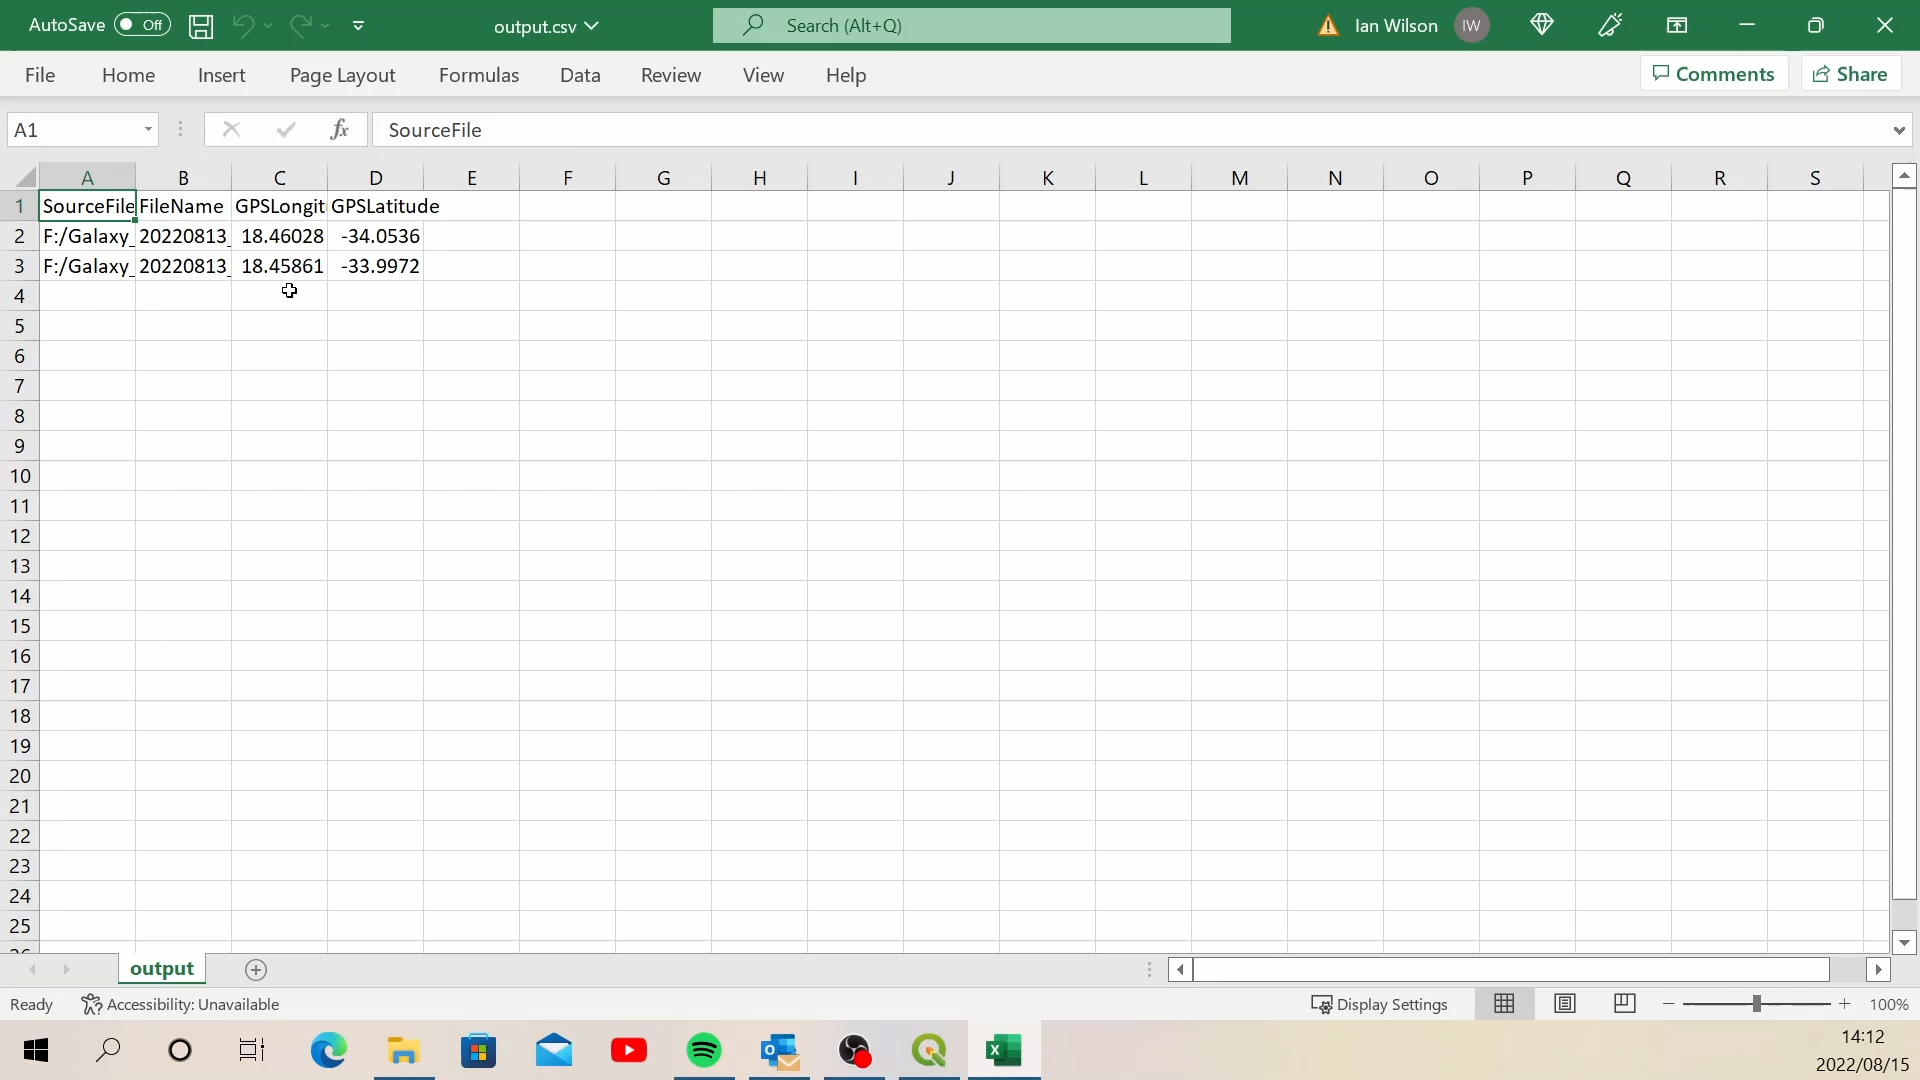 AutoSave Off output.csv Search (Alt+Q) Ian Wilson IW
File Home Insert Page Layout Formulas Data Review View Help Comments Share
A1 fx SourceFile
A B C D E F G H I J K L M N O P Q R S
1 SourceFile FileName GPSLongit GPSLatitude
2 F:/Galaxy_ 20220813_ 18.46028 -34.0536
3 F:/Galaxy_ 20220813_ 18.45861 -33.9972
4
5
6
7
8
9
10
11
12
13
14
15
16
17
18
19
20
21
22
23
24
25
output
Ready Accessibility: Unavailable Display Settings 100%
14:12
2022/08/15